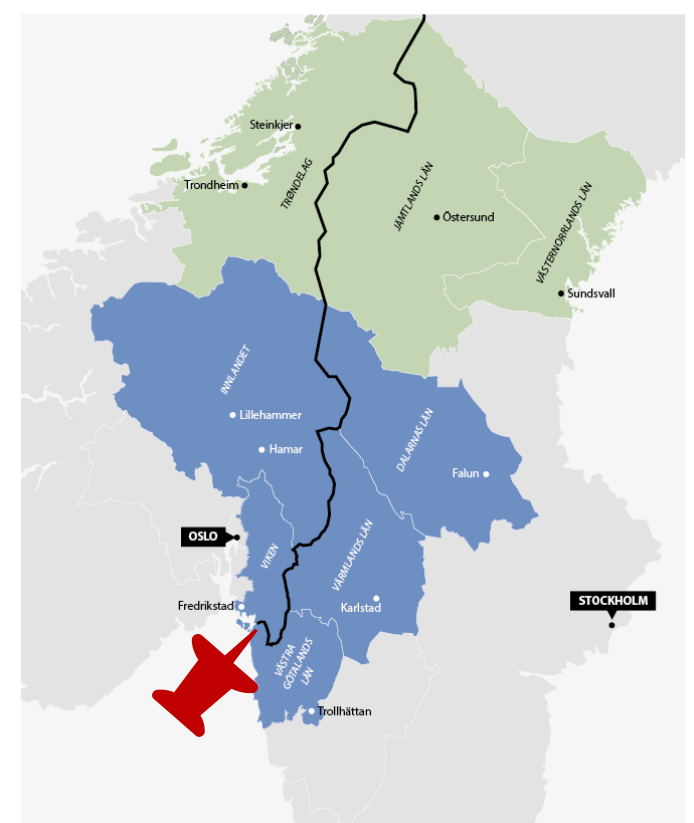 Steinkjer
Trondheim
TRØNDELAG
JÄMTLANDS LÄN
Östersund
VÄSTERNORRLANDS LÄN
Sundsvall
INNLANDET
Lillehammer
Hamar
DALARNAS LÄN
Falun
OSLO
VIKEN
VÄRMLANDS LÄN
Karlstad
STOCKHOLM
Fredrikstad
VÄSTRA
GÖTALANDS
LÄN
Trollhättan